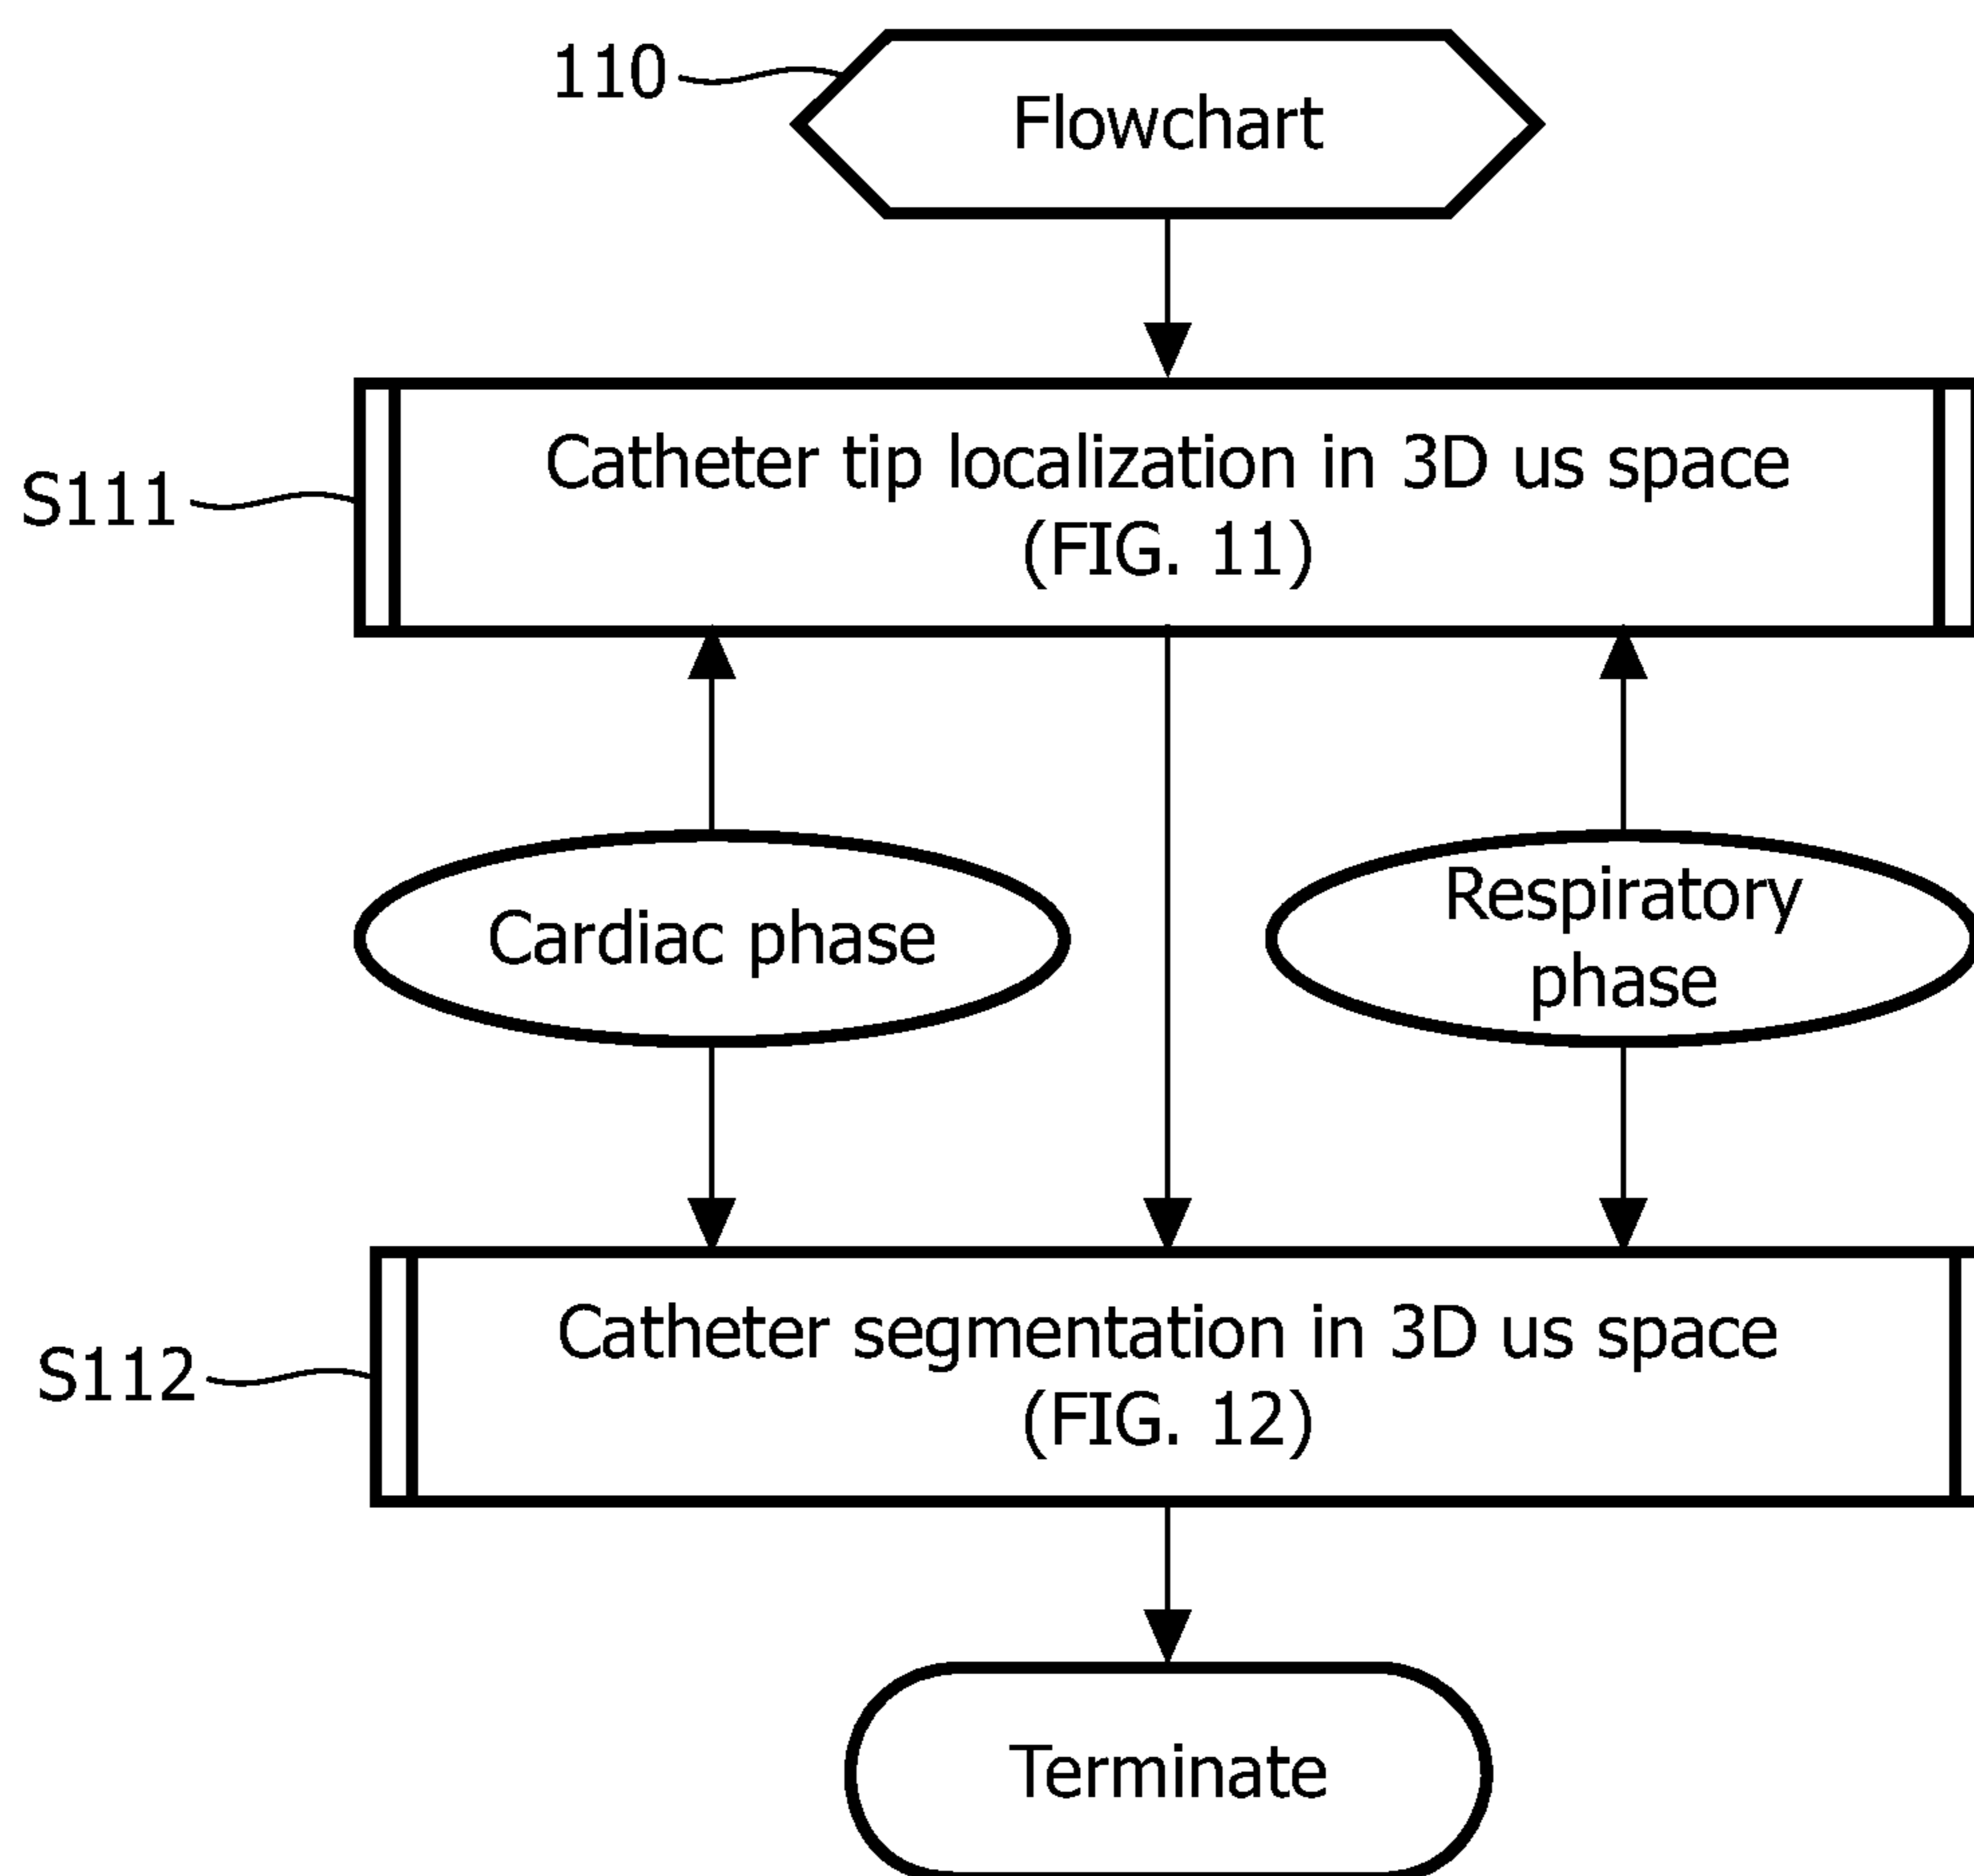 110
Flowchart
S111
Catheter tip localization in 3D us space
(FIG. 11)
Cardiac phase
Respiratory
phase
S112
Catheter segmentation in 3D us space
(FIG. 12)
Terminate